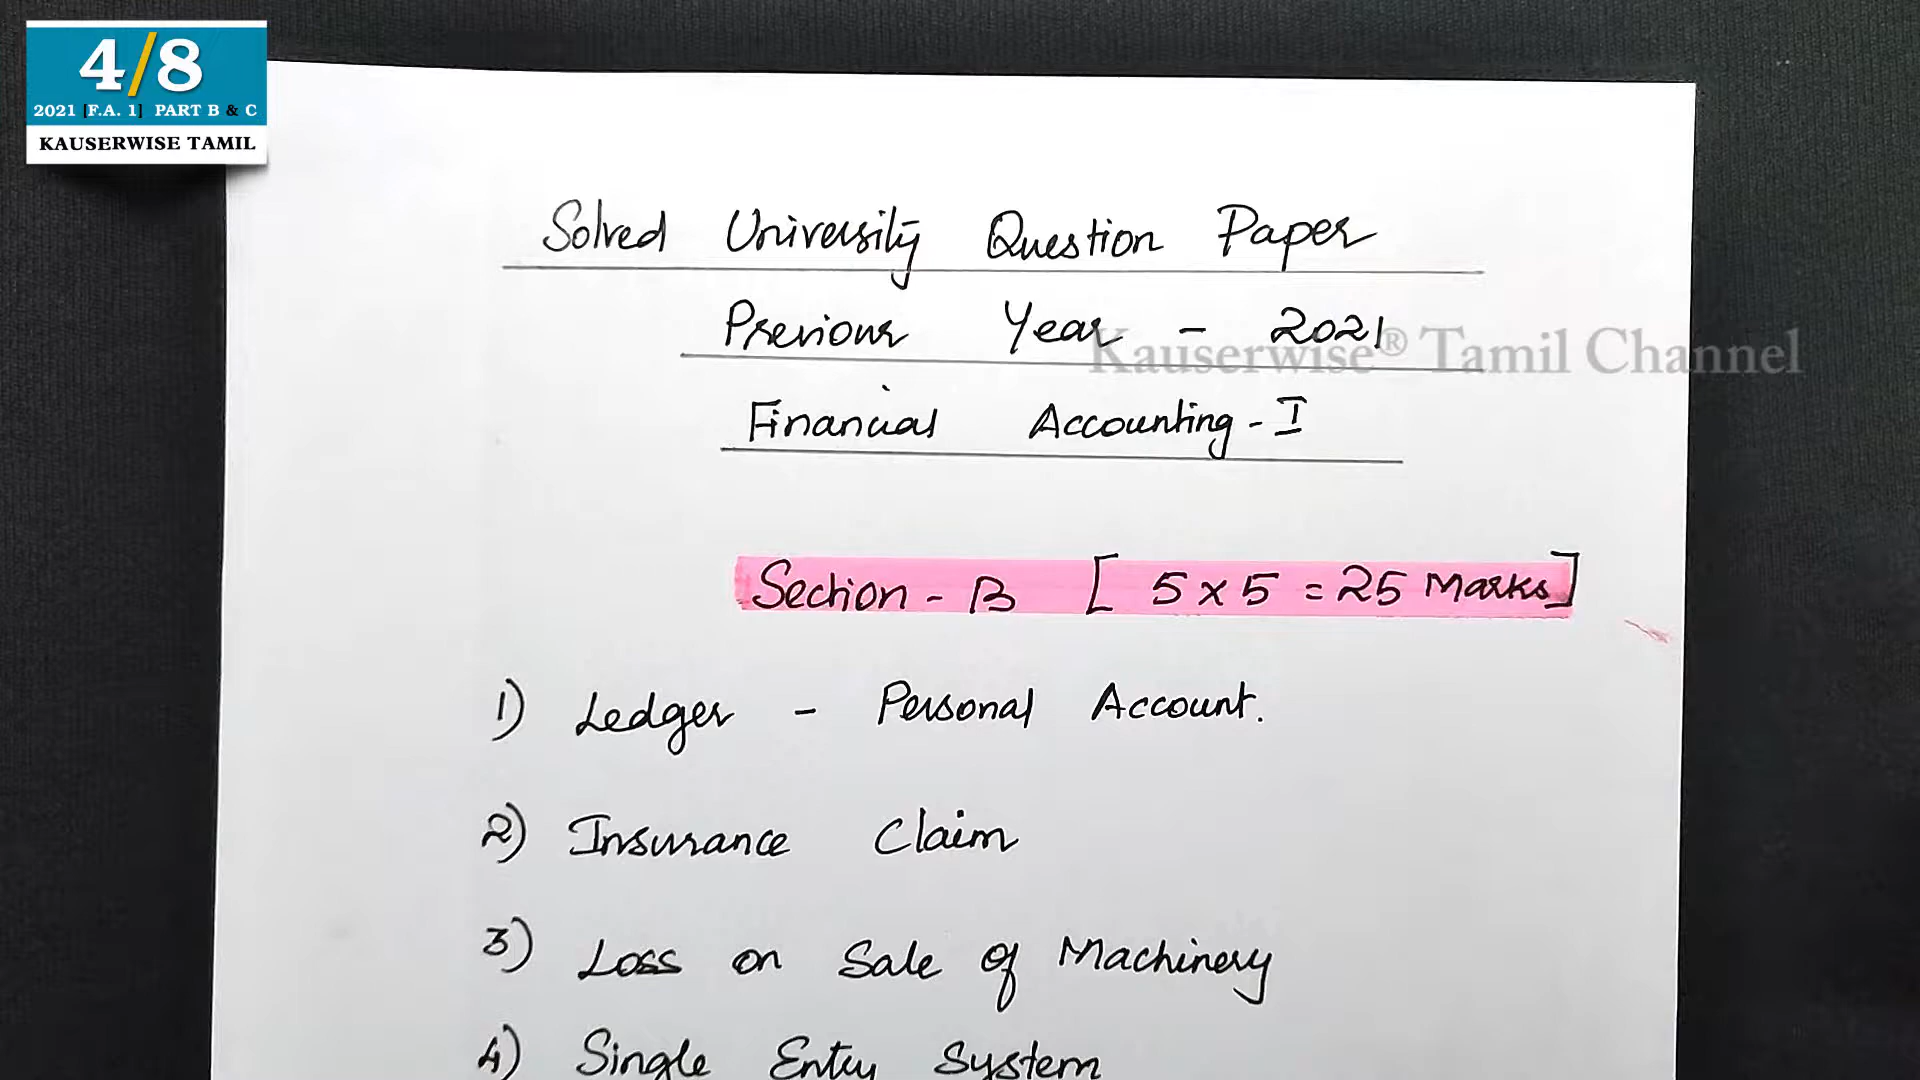 4/8
2021 [F.A. 1] PART B & C
KAUSERWISE TAMIL
Solved University Question Paper
Previous Year - 2021
Kauserwise® Tamil Channel
Financial Accounting - I
Section - B [ 5 x 5 = 25 Marks ]
1) Ledger - Personal Account.
2) Insurance Claim
3) Loss on Sale of Machinery
4) Single Entry System